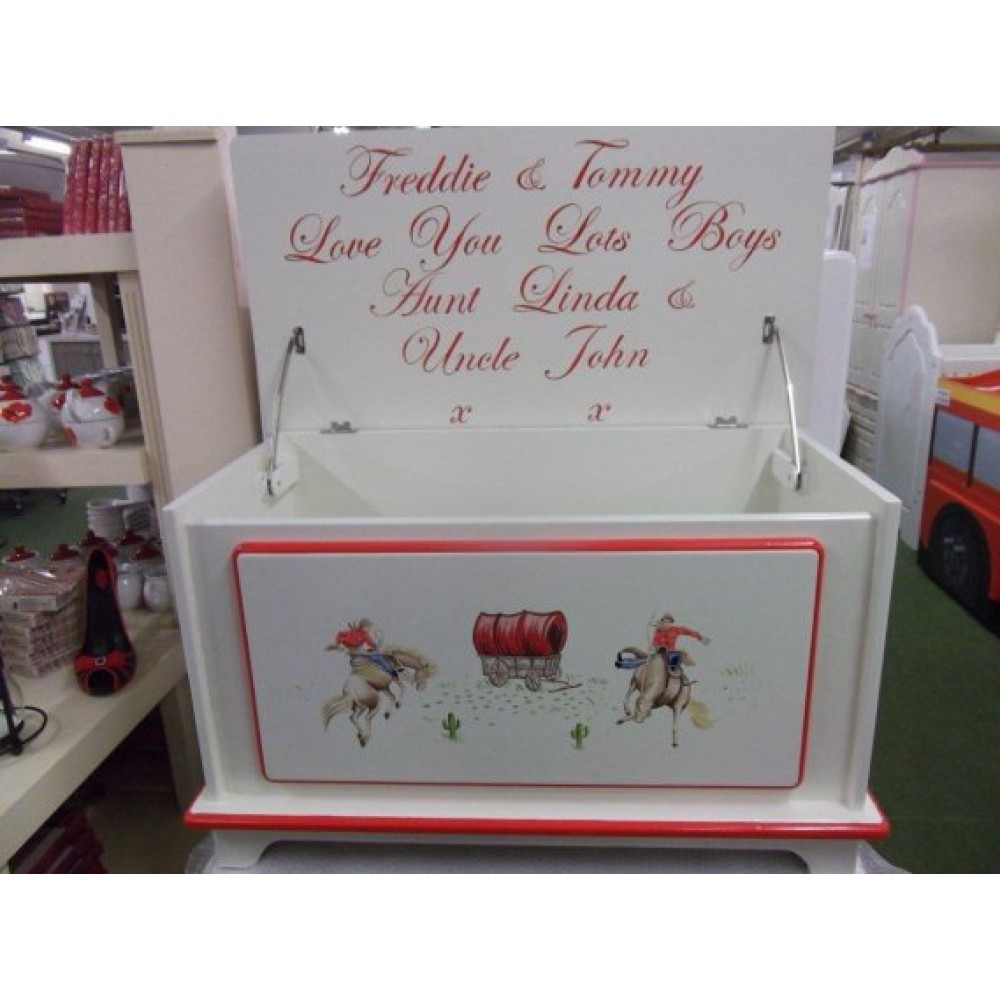 Freddie & Tommy
Love You Lots Boys
Aunt Linda &
Uncle John
x x